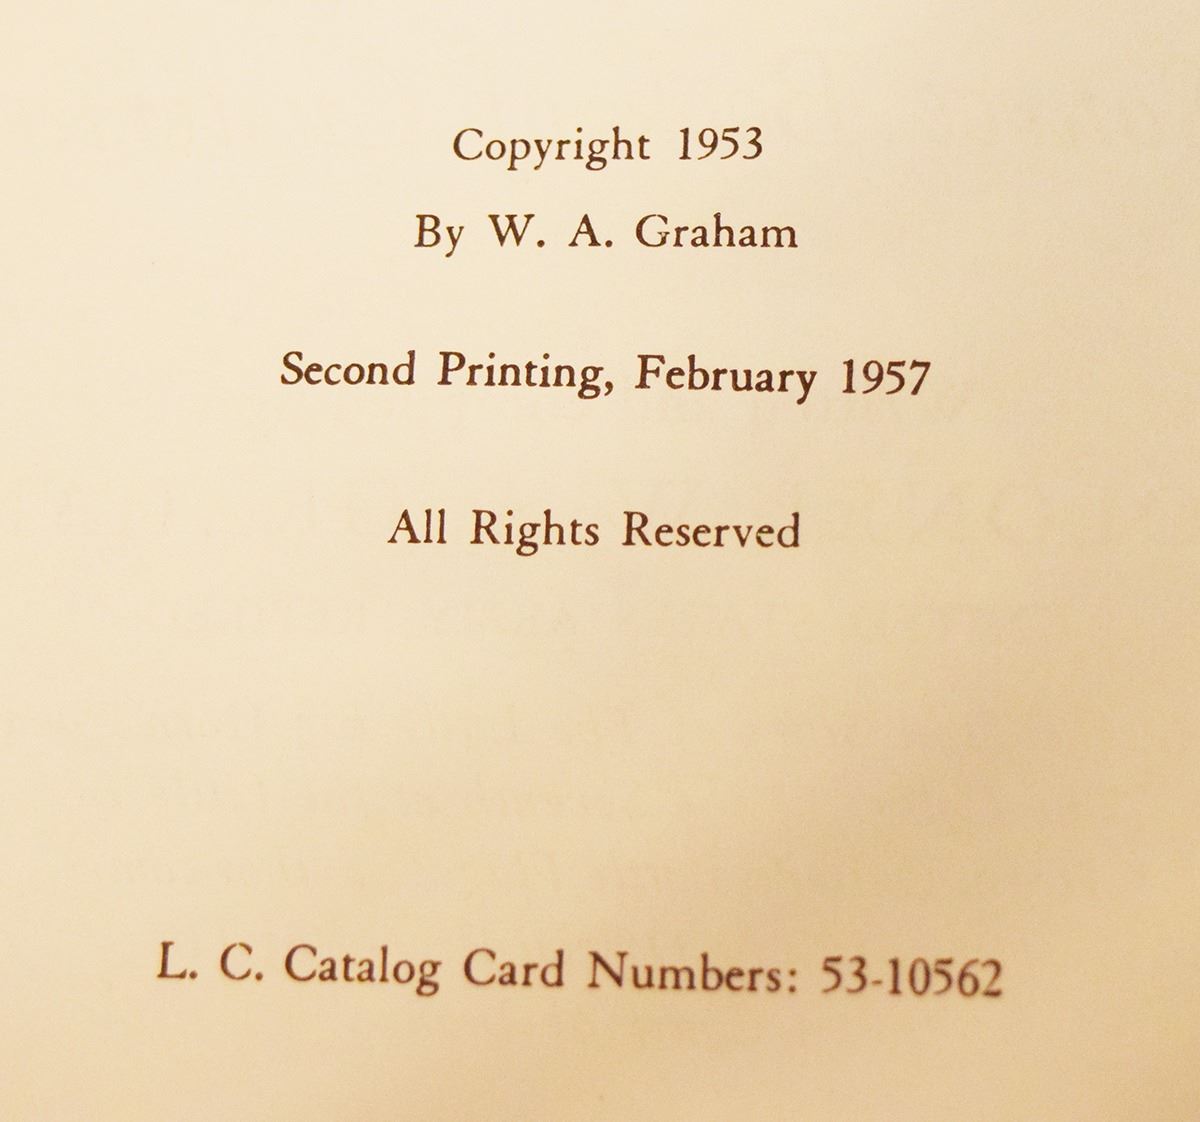 Copyright 1953
By W. A. Graham
Second Printing, February 1957
All Rights Reserved
L. C. Catalog Card Numbers: 53-10562